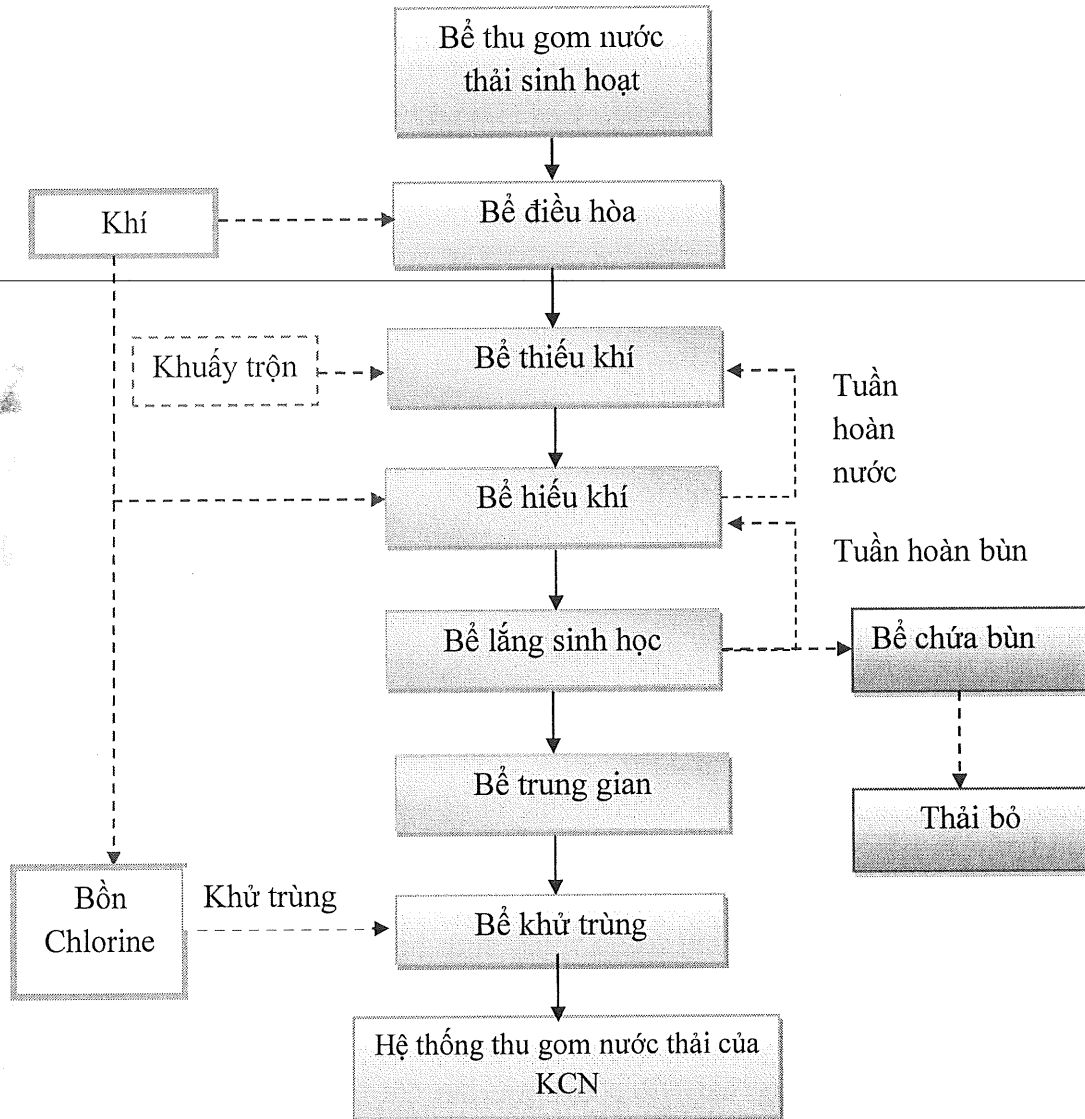 Bể thu gom nước
thải sinh hoạt
Khí
Bể điều hòa
Khuấy trộn
Bể thiếu khí
Tuần
hoàn
nước
Bể hiếu khí
Tuần hoàn bùn
Bể lắng sinh học
Bể chứa bùn
Bể trung gian
Thải bỏ
Bồn
Chlorine
Khử trùng
Bể khử trùng
Hệ thống thu gom nước thải của
KCN